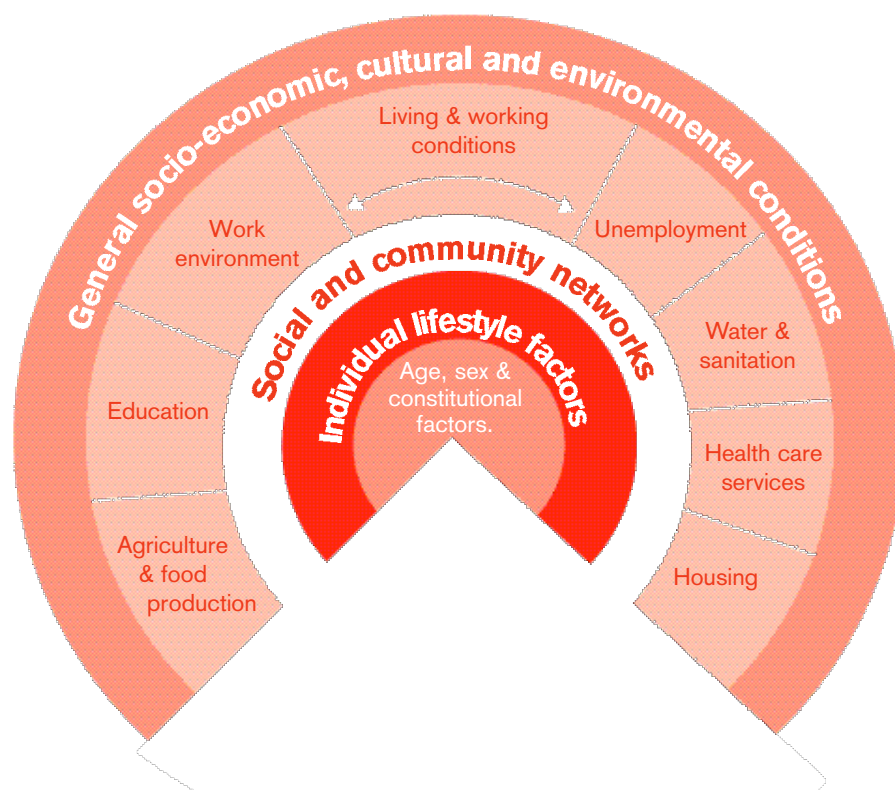 General socio-economic, cultural and environmental conditions
Living & working
conditions
Work
environment
Unemployment
Education
Water &
sanitation
Agriculture
& food
production
Health care
services
Housing
Social and community networks
Individual lifestyle factors
Age, sex &
constitutional
factors.